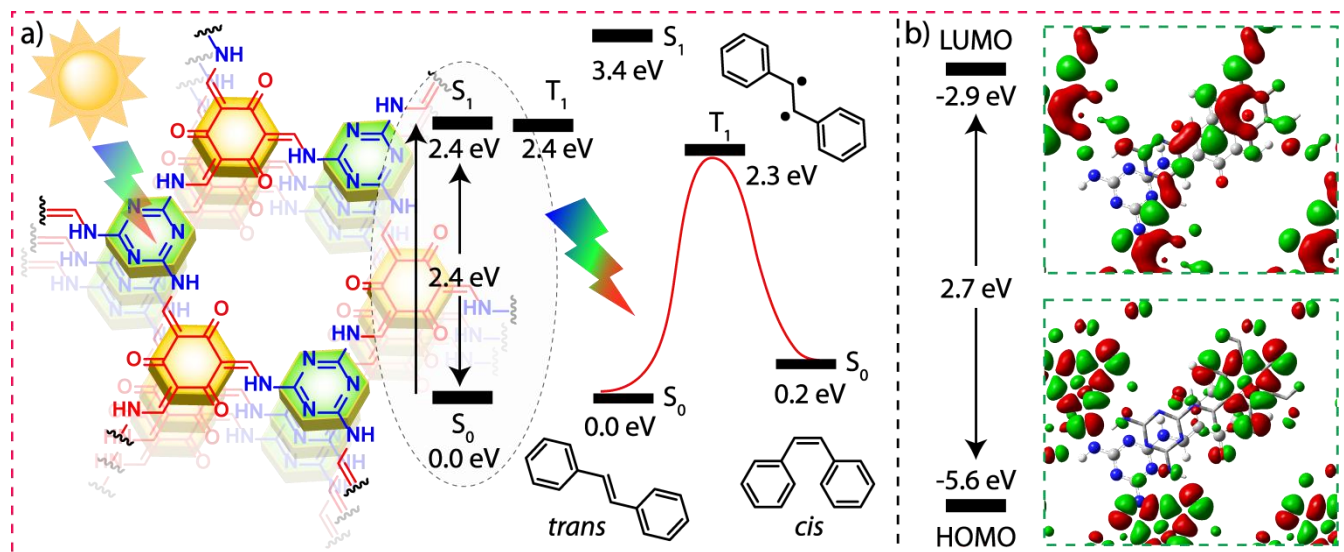 a)
NH
O
O
O
HN
NH
N
N
N
HN
NH
HN
N
N
N
NH
NH
HN
O
O
O
HN
NH
O
O
O
NH
N
N
N
HN
NH
HN
S1
2.4 eV
T1
2.4 eV
2.4 eV
S0
0.0 eV
S1
3.4 eV
T1
2.3 eV
S0
0.0 eV
S0
0.2 eV
trans
cis
b)
LUMO
-2.9 eV
2.7 eV
-5.6 eV
HOMO